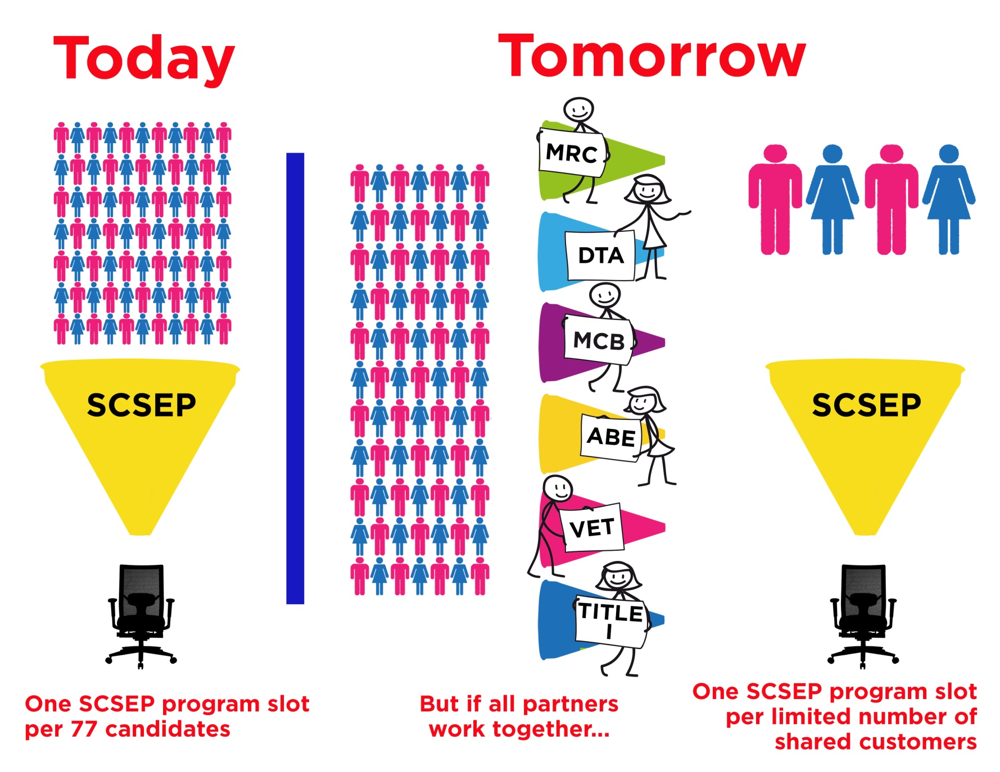 Today
SCSEP
One SCSEP program slot
per 77 candidates
Tomorrow
MRC
DTA
MCB
ABE
VET
TITLE
I
But if all partners
work together...
SCSEP
One SCSEP program slot
per limited number of
shared customers